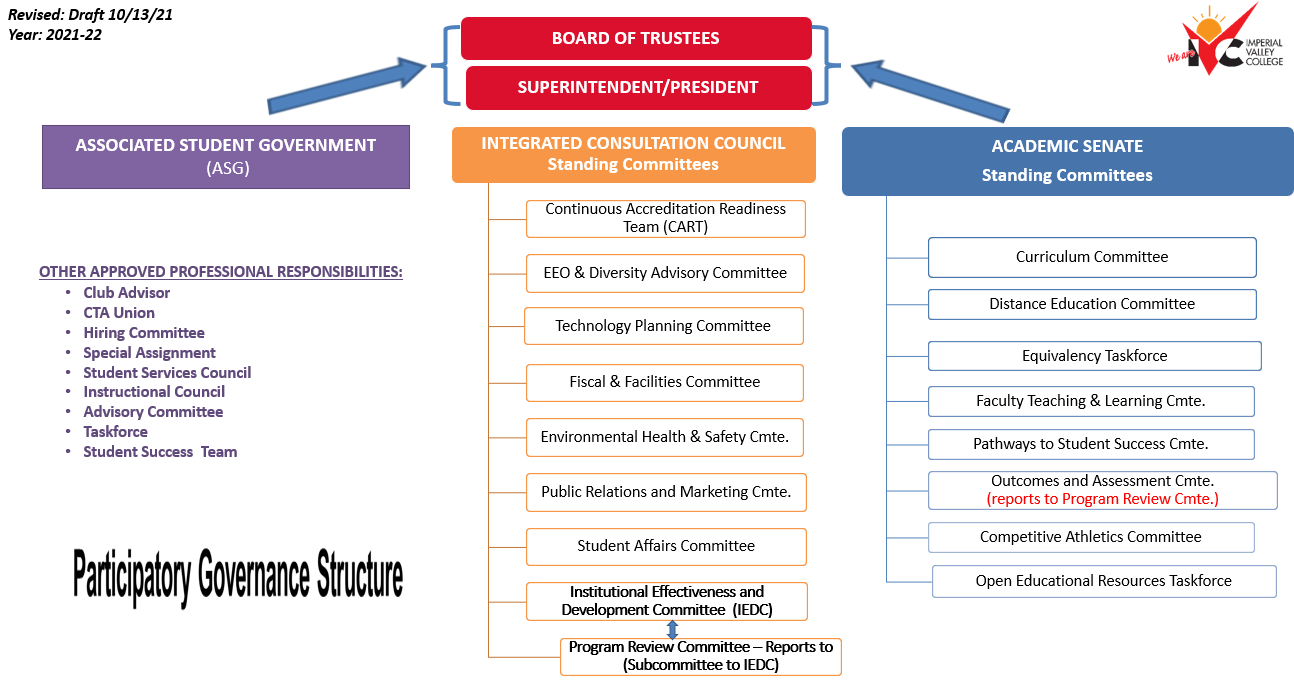 Revised: Draft 10/13/21
Year: 2021-22
BOARD OF TRUSTEES
SUPERINTENDENT/PRESIDENT
We are
IVC
IMPERIAL
VALLEY
COLLEGE
ASSOCIATED STUDENT GOVERNMENT
(ASG)
OTHER APPROVED PROFESSIONAL RESPONSIBILITIES:
• Club Advisor
• CTA Union
• Hiring Committee
• Special Assignment
• Student Services Council
• Instructional Council
• Advisory Committee
• Taskforce
• Student Success  Team
Participatory Governance Structure
INTEGRATED CONSULTATION COUNCIL
Standing Committees
Continuous Accreditation Readiness
Team (CART)
EEO & Diversity Advisory Committee
Technology Planning Committee
Fiscal & Facilities Committee
Environmental Health & Safety Cmte.
Public Relations and Marketing Cmte.
Student Affairs Committee
Institutional Effectiveness and
Development Committee  (IEDC)
Program Review Committee – Reports to
(Subcommittee to IEDC)
ACADEMIC SENATE
Standing Committees
Curriculum Committee
Distance Education Committee
Equivalency Taskforce
Faculty Teaching & Learning Cmte.
Pathways to Student Success Cmte.
Outcomes and Assessment Cmte.
(reports to Program Review Cmte.)
Competitive Athletics Committee
Open Educational Resources Taskforce